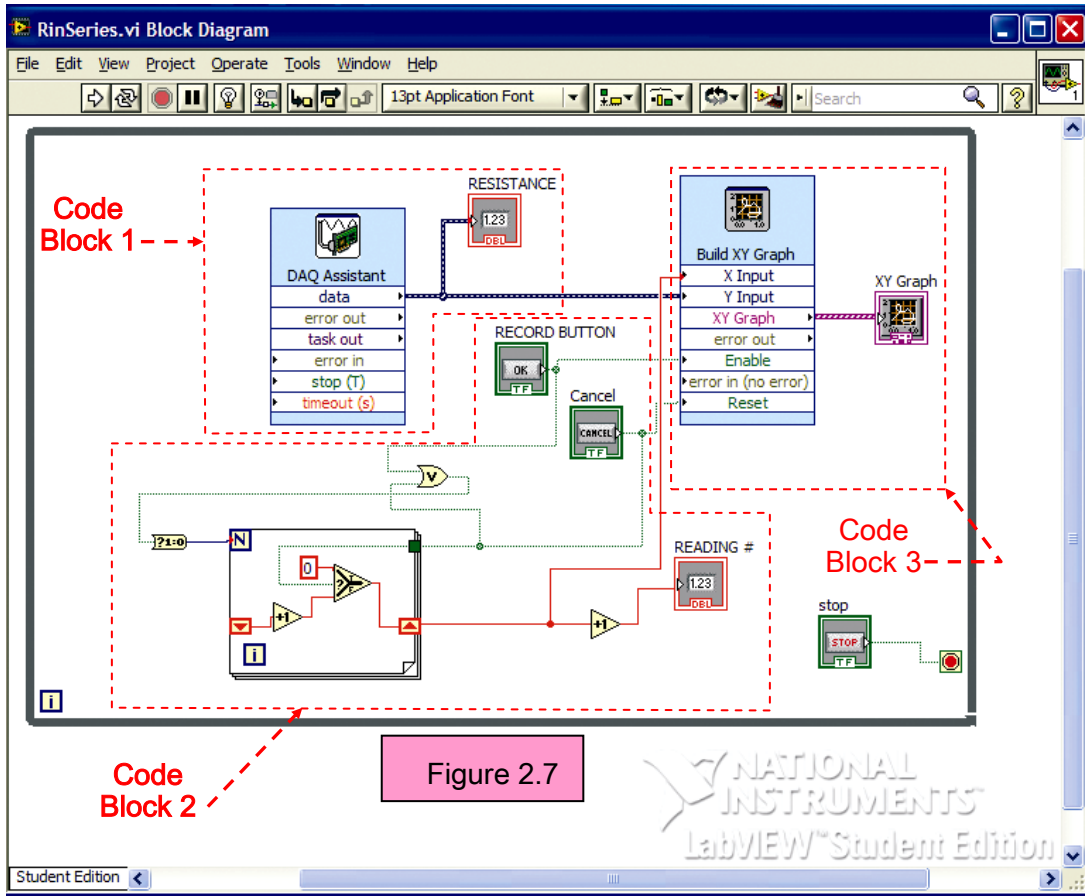 RinSeries.vi Block Diagram
File Edit View Project Operate Tools Window Help
13pt Application Font
Search
1
Code
Block 1
RESISTANCE
1.23
DBL
DAQ Assistant
data
error out
task out
error in
stop (T)
timeout (s)
Build XY Graph
X Input
Y Input
XY Graph
error out
Enable
error in (no error)
Reset
XY Graph
RECORD BUTTON
OK
TF
Cancel
CANCEL
TF
V
?1:0
N
0
?
T
F
+1
i
READING #
1.23
DBL
+1
Code
Block 3
stop
STOP
TF
i
Code
Block 2
Figure 2.7
NATIONAL
INSTRUMENTS™
LabVIEW™ Student Edition
Student Edition